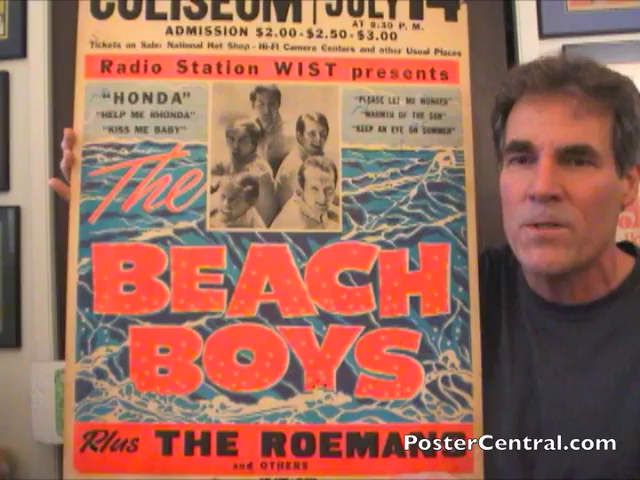 COLISEUM JULY 14
AT 8:30 P. M.
ADMISSION $2.00-$2.50-$3.00
Tickets on Sale: National Hat Shop - Hi-Fi Camera Centers and other Usual Places
Radio Station WIST presents
"HONDA"
"HELP ME RHONDA"
"KISS ME BABY"
"PLEASE LET ME WONDER"
"WARMTH OF THE SUN"
"KEEP AN EYE ON SUMMER"
The
BEACH
BOYS
Plus THE ROEMANS
and OTHERS
PosterCentral.com